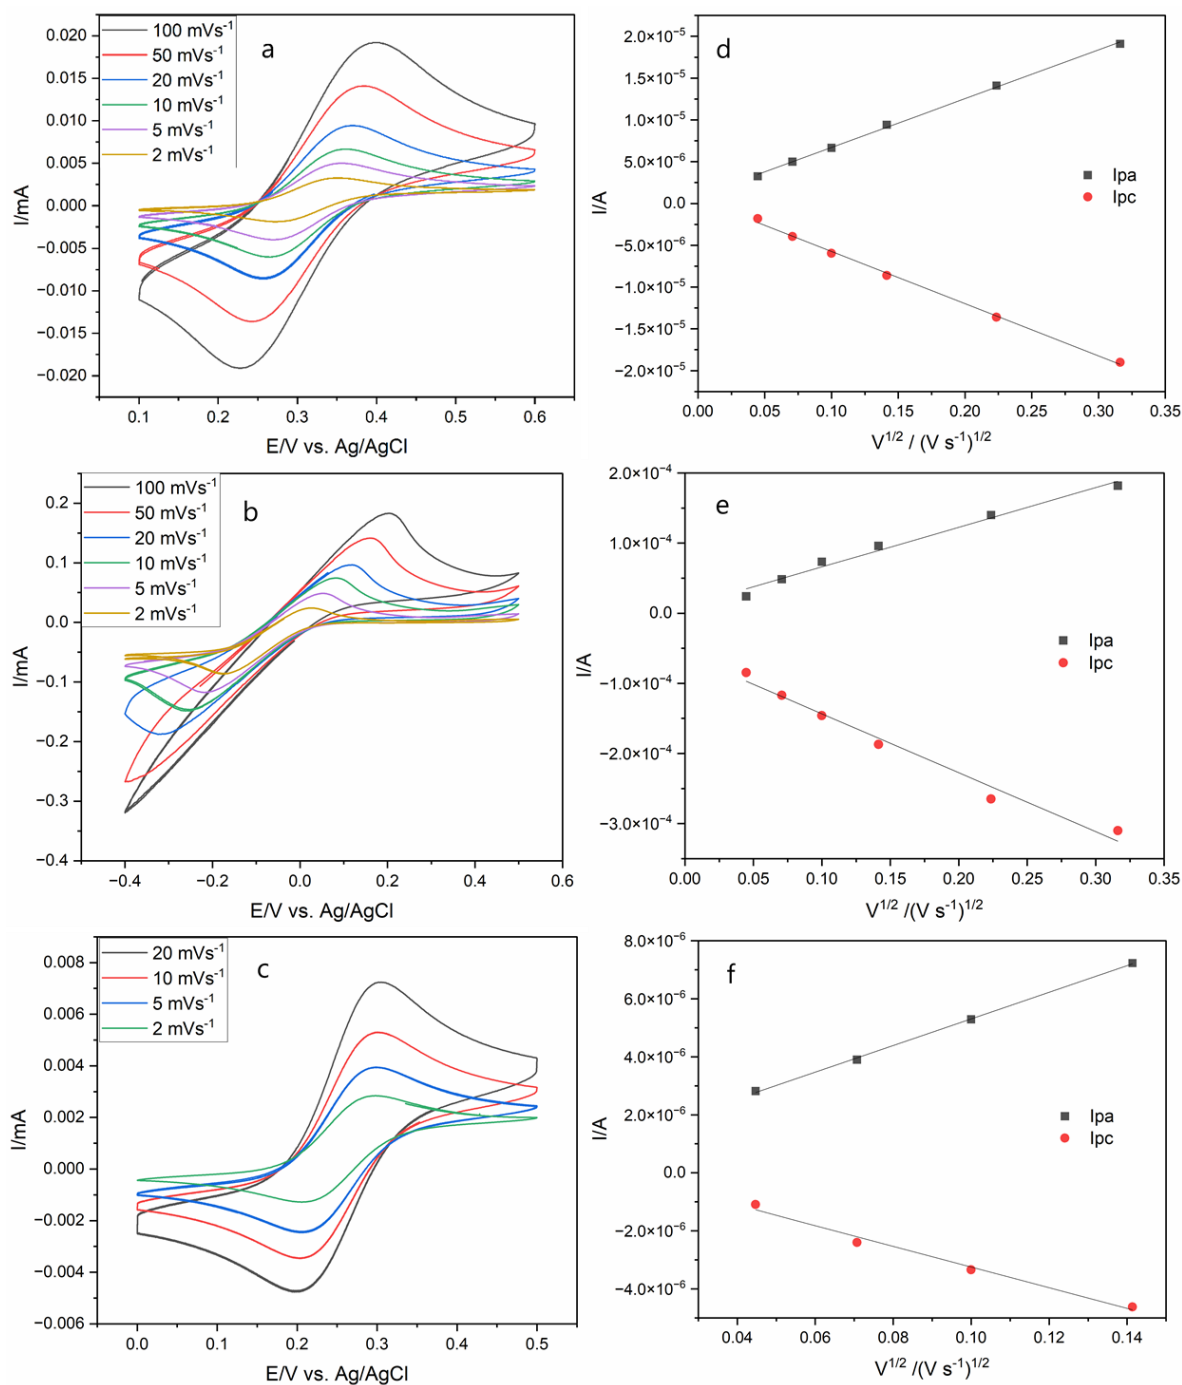 100 mVs⁻¹
50 mVs⁻¹
20 mVs⁻¹
10 mVs⁻¹
5 mVs⁻¹
2 mVs⁻¹
a
0.020
0.015
0.010
0.005
0.000
−0.005
−0.010
−0.015
−0.020
I/mA
0.1 0.2 0.3 0.4 0.5 0.6
E/V vs. Ag/AgCl
d
2.0×10⁻⁵
1.5×10⁻⁵
1.0×10⁻⁵
5.0×10⁻⁶
0.0
−5.0×10⁻⁶
−1.0×10⁻⁵
−1.5×10⁻⁵
−2.0×10⁻⁵
I/A
Ipa
Ipc
0.00 0.05 0.10 0.15 0.20 0.25 0.30 0.35
V¹ᐟ² / (V s⁻¹)¹ᐟ²
100 mVs⁻¹
50 mVs⁻¹
20 mVs⁻¹
10 mVs⁻¹
5 mVs⁻¹
2 mVs⁻¹
b
0.2
0.1
0.0
−0.1
−0.2
−0.3
−0.4
I/mA
−0.4 −0.2 0.0 0.2 0.4 0.6
E/V vs. Ag/AgCl
e
2.0×10⁻⁴
1.0×10⁻⁴
0.0
−1.0×10⁻⁴
−2.0×10⁻⁴
−3.0×10⁻⁴
I/A
Ipa
Ipc
0.00 0.05 0.10 0.15 0.20 0.25 0.30 0.35
V¹ᐟ² /(V s⁻¹)¹ᐟ²
20 mVs⁻¹
10 mVs⁻¹
5 mVs⁻¹
2 mVs⁻¹
c
0.008
0.006
0.004
0.002
0.000
−0.002
−0.004
−0.006
I/mA
0.0 0.1 0.2 0.3 0.4 0.5
E/V vs. Ag/AgCl
f
8.0×10⁻⁶
6.0×10⁻⁶
4.0×10⁻⁶
2.0×10⁻⁶
0.0
−2.0×10⁻⁶
−4.0×10⁻⁶
I/A
Ipa
Ipc
0.04 0.06 0.08 0.10 0.12 0.14
V¹ᐟ² /(V s⁻¹)¹ᐟ²